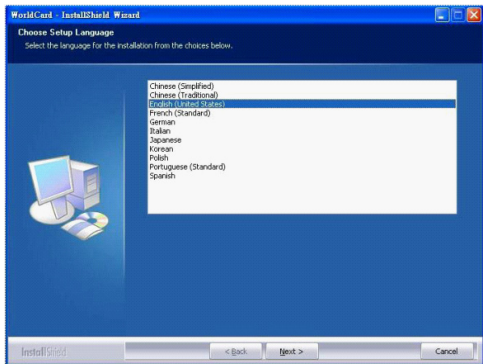 WorldCard - InstallShield Wizard
Choose Setup Language
Select the language for the installation from the choices below.
Chinese (Simplified)
Chinese (Traditional)
English (United States)
French (Standard)
German
Italian
Japanese
Korean
Polish
Portuguese (Standard)
Spanish
InstallShield
< Back
Next >
Cancel